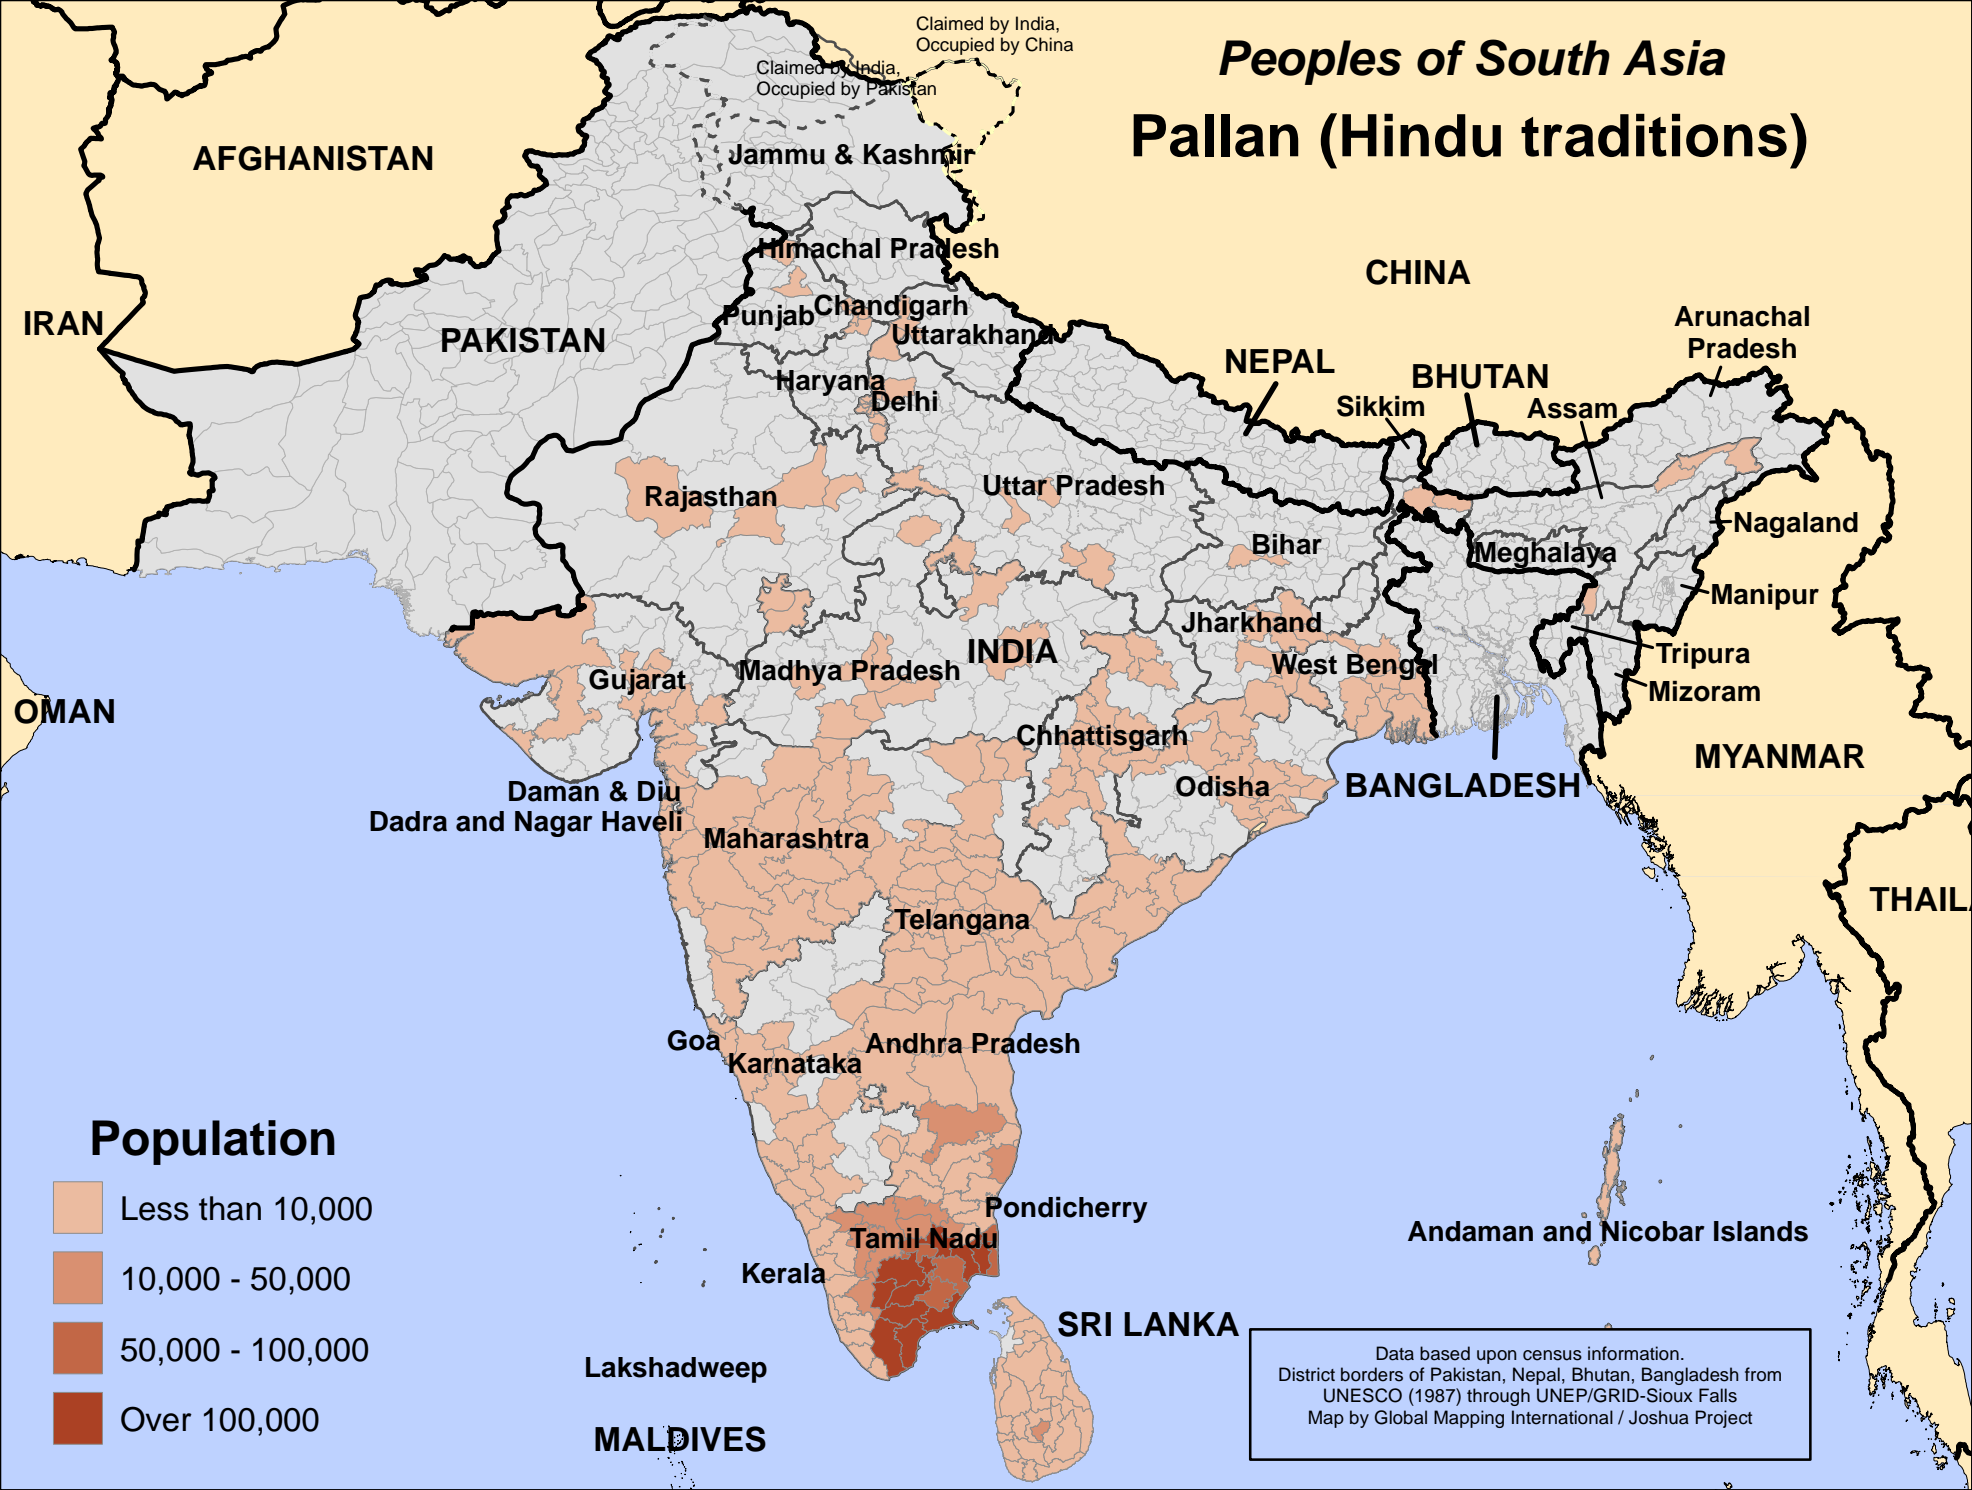 Claimed by India,
Occupied by China
Peoples of South Asia
Pallan (Hindu traditions)
Claimed by India,
Occupied by Pakistan
AFGHANISTAN
Jammu & Kashmir
Himachal Pradesh
CHINA
IRAN
PAKISTAN
Punjab
Chandigarh
Uttarakhand
Arunachal
Pradesh
NEPAL
BHUTAN
Haryana
Delhi
Sikkim
Assam
Rajasthan
Uttar Pradesh
Nagaland
Bihar
Meghalaya
Manipur
Jharkhand
INDIA
Tripura
Gujarat
Madhya Pradesh
West Bengal
Mizoram
OMAN
Chhattisgarh
MYANMAR
Odisha
BANGLADESH
Daman & Diu
Dadra and Nagar Haveli
Maharashtra
THAIL
Telangana
Goa
Karnataka
Andhra Pradesh
Pondicherry
Tamil Nadu
Andaman and Nicobar Islands
Kerala
SRI LANKA
Lakshadweep
MALDIVES
Population
Less than 10,000
10,000 - 50,000
50,000 - 100,000
Over 100,000
Data based upon census information.
District borders of Pakistan, Nepal, Bhutan, Bangladesh from
UNESCO (1987) through UNEP/GRID-Sioux Falls
Map by Global Mapping International / Joshua Project